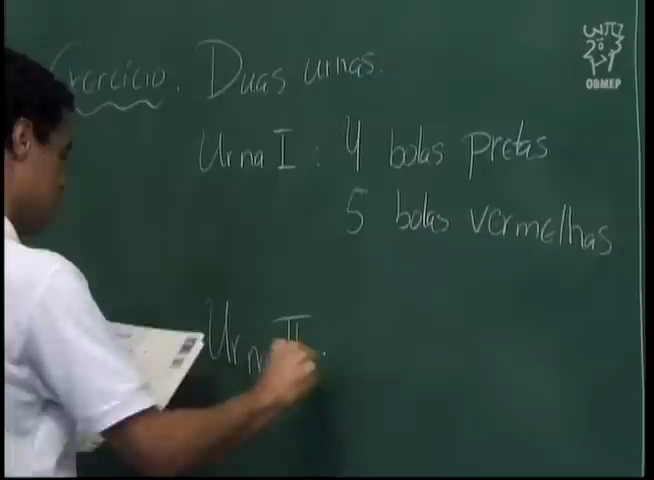 Exercício. Duas urnas.
Urna I : 4 bolas pretas
5 bolas vermelhas
Urna II :
OBMEP